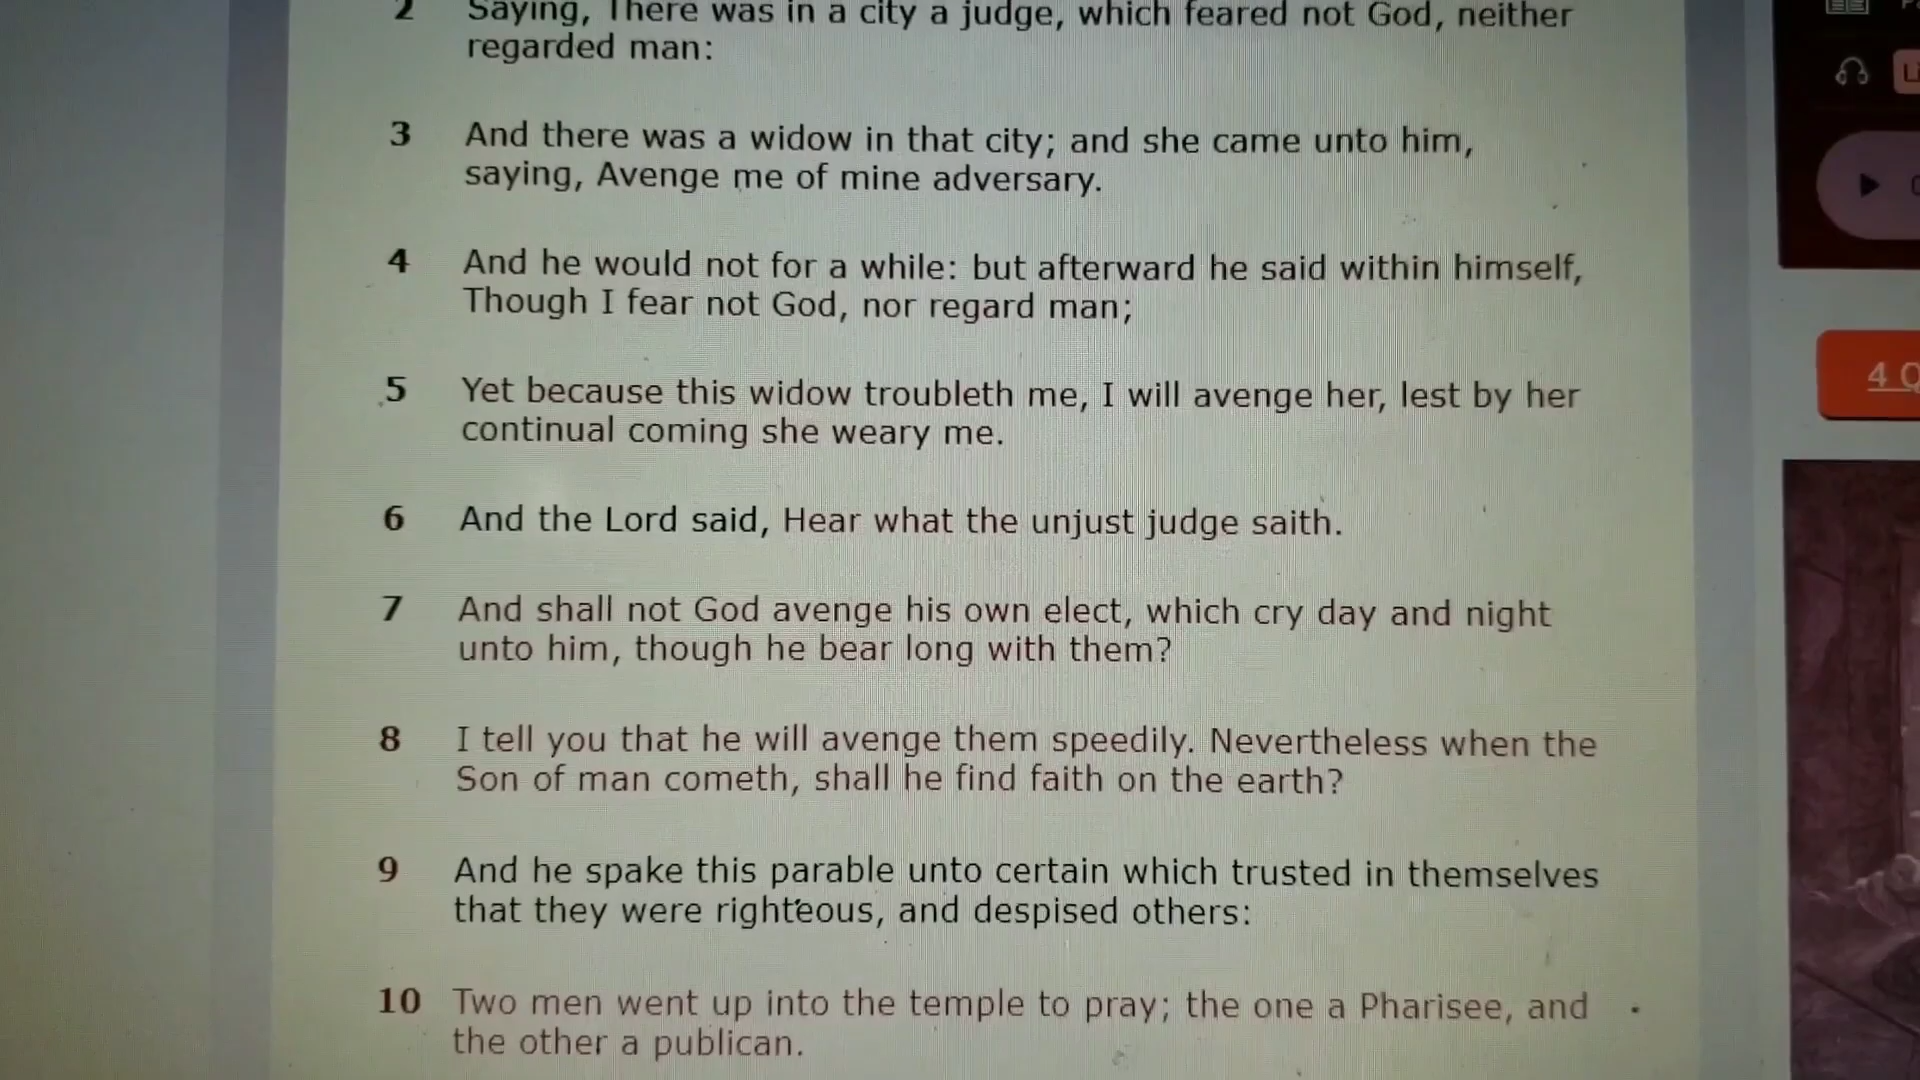 2 Saying, There was in a city a judge, which feared not God, neither
regarded man:
3 And there was a widow in that city; and she came unto him,
saying, Avenge me of mine adversary.
4 And he would not for a while: but afterward he said within himself,
Though I fear not God, nor regard man;
5 Yet because this widow troubleth me, I will avenge her, lest by her
continual coming she weary me.
6 And the Lord said, Hear what the unjust judge saith.
7 And shall not God avenge his own elect, which cry day and night
unto him, though he bear long with them?
8 I tell you that he will avenge them speedily. Nevertheless when the
Son of man cometh, shall he find faith on the earth?
9 And he spake this parable unto certain which trusted in themselves
that they were righteous, and despised others:
10 Two men went up into the temple to pray; the one a Pharisee, and
the other a publican.
4